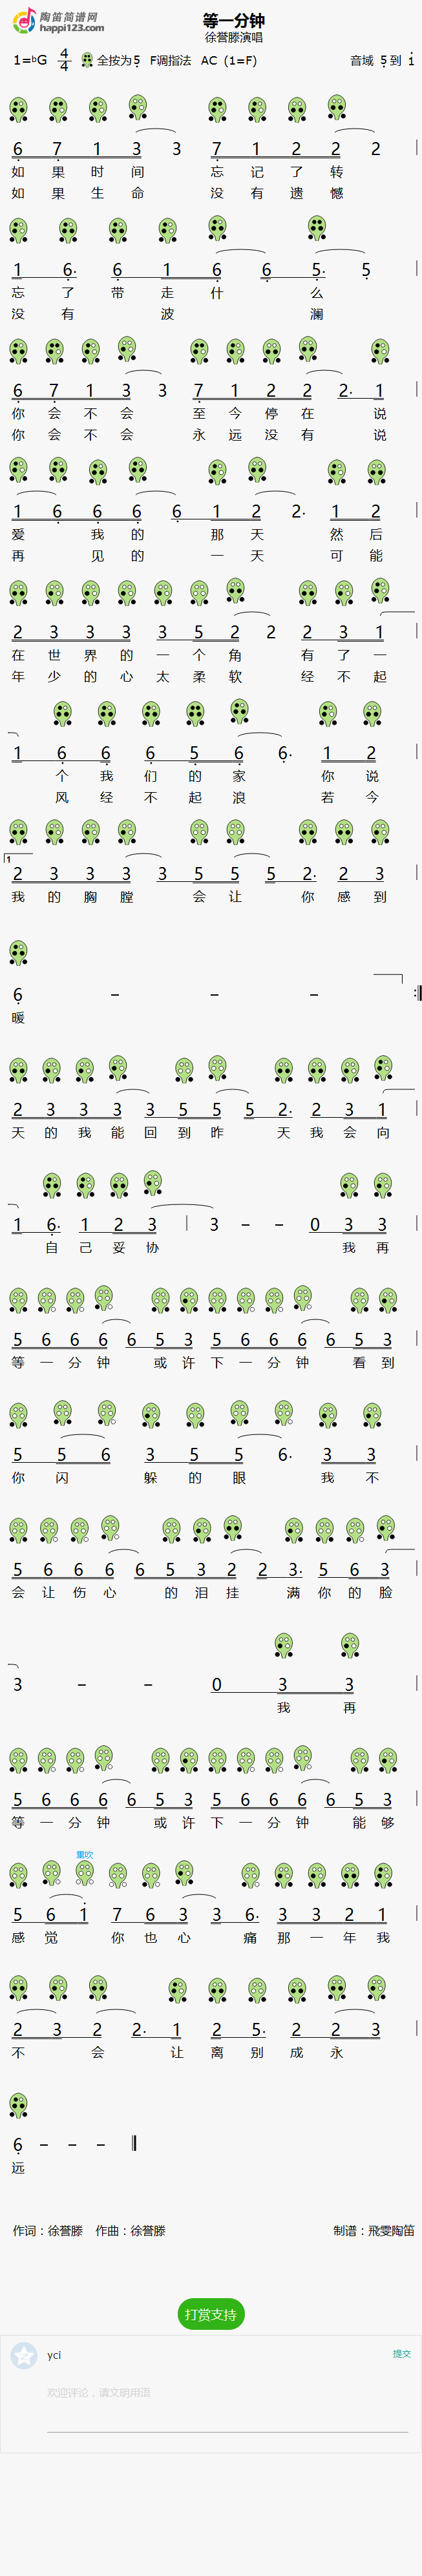 陶笛简谱网
happi123.com
等一分钟
徐誉滕演唱
1=ᵇG 4/4 全按为5̣ F调指法 AC (1=F) 音域 5̣ 到 i
6̣ 7̣ 1 3 3 7̣ 1 2 2 2 |
如 果 时 间 忘 记 了 转
如 果 生 命 没 有 遗 憾
1 6̣. 6̣ 1 6̣ 6̣ 5̣. 5̣ |
忘 了 带 走 什 么
没 有 波 澜
6̣ 7̣ 1 3 3 7̣ 1 2 2 2. 1 |
你 会 不 会 至 今 停 在 说
你 会 不 会 永 远 没 有 说
1 6̣ 6̣ 6̣ 6̣ 1 2 2. 1 2 |
爱 我 的 那 天 然 后
再 见 的 一 天 可 能
2 3 3 3 3 5 2 2 2 3 1 |
在 世 界 的 一 个 角 有 了 一
年 少 的 心 太 柔 软 经 不 起
1 6̣ 6̣ 6̣ 5̣ 6̣ 6̣. 1 2 |
个 我 们 的 家 你 说
风 经 不 起 浪 若 今
1
2 3 3 3 3 5 5 5 2. 2 3 |
我 的 胸 膛 会 让 你 感 到
6̣ – – – :‖
暖
2 3 3 3 3 5 5 5 2. 2 3 1 |
天 的 我 能 回 到 昨 天 我 会 向
1 6̣. 1 2 3 | 3 – – 0 3 3 |
自 己 妥 协 我 再
5 6 6 6 6 5 3 5 6 6 6 6 5 3 |
等 一 分 钟 或 许 下 一 分 钟 看 到
5 5 6 3 5 5 6. 3 3 |
你 闪 躲 的 眼 我 不
5 6 6 6 6 5 3 2 2 3. 5 6 3 |
会 让 伤 心 的 泪 挂 满 你 的 脸
3 – – 0 3 3 |
我 再
5 6 6 6 6 5 3 5 6 6 6 6 5 3 |
等 一 分 钟 或 许 下 一 分 钟 能 够
重吹
5 6 i 7 6 3 3 6. 3 3 2 1 |
感 觉 你 也 心 痛 那 一 年 我
2 3 2 2. 1 2 5. 2 2 3 |
不 会 让 离 别 成 永
6̣ – – – ‖
远
作词：徐誉滕 作曲：徐誉滕 制谱：飛雯陶笛
打赏支持
yci 提交
欢迎评论，请文明用语